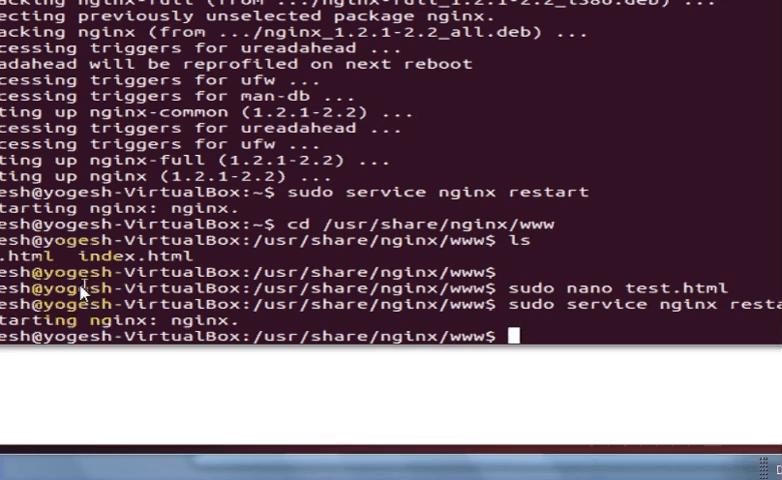 acking nginx-full (from .../nginx-full_1.2.1-2.2_i386.deb) ...
ecting previously unselected package nginx.
acking nginx (from .../nginx_1.2.1-2.2_all.deb) ...
cessing triggers for ureadahead ...
adahead will be reprofiled on next reboot
cessing triggers for ufw ...
cessing triggers for man-db ...
ting up nginx-common (1.2.1-2.2) ...
cessing triggers for ureadahead ...
cessing triggers for ufw ...
ting up nginx-full (1.2.1-2.2) ...
ting up nginx (1.2.1-2.2) ...
esh@yogesh-VirtualBox:~$ sudo service nginx restart
tarting nginx: nginx.
esh@yogesh-VirtualBox:~$ cd /usr/share/nginx/www
esh@yogesh-VirtualBox:/usr/share/nginx/www$ ls
.html  index.html
esh@yogesh-VirtualBox:/usr/share/nginx/www$
esh@yogesh-VirtualBox:/usr/share/nginx/www$ sudo nano test.html
esh@yogesh-VirtualBox:/usr/share/nginx/www$ sudo service nginx resta
tarting nginx: nginx.
esh@yogesh-VirtualBox:/usr/share/nginx/www$
D